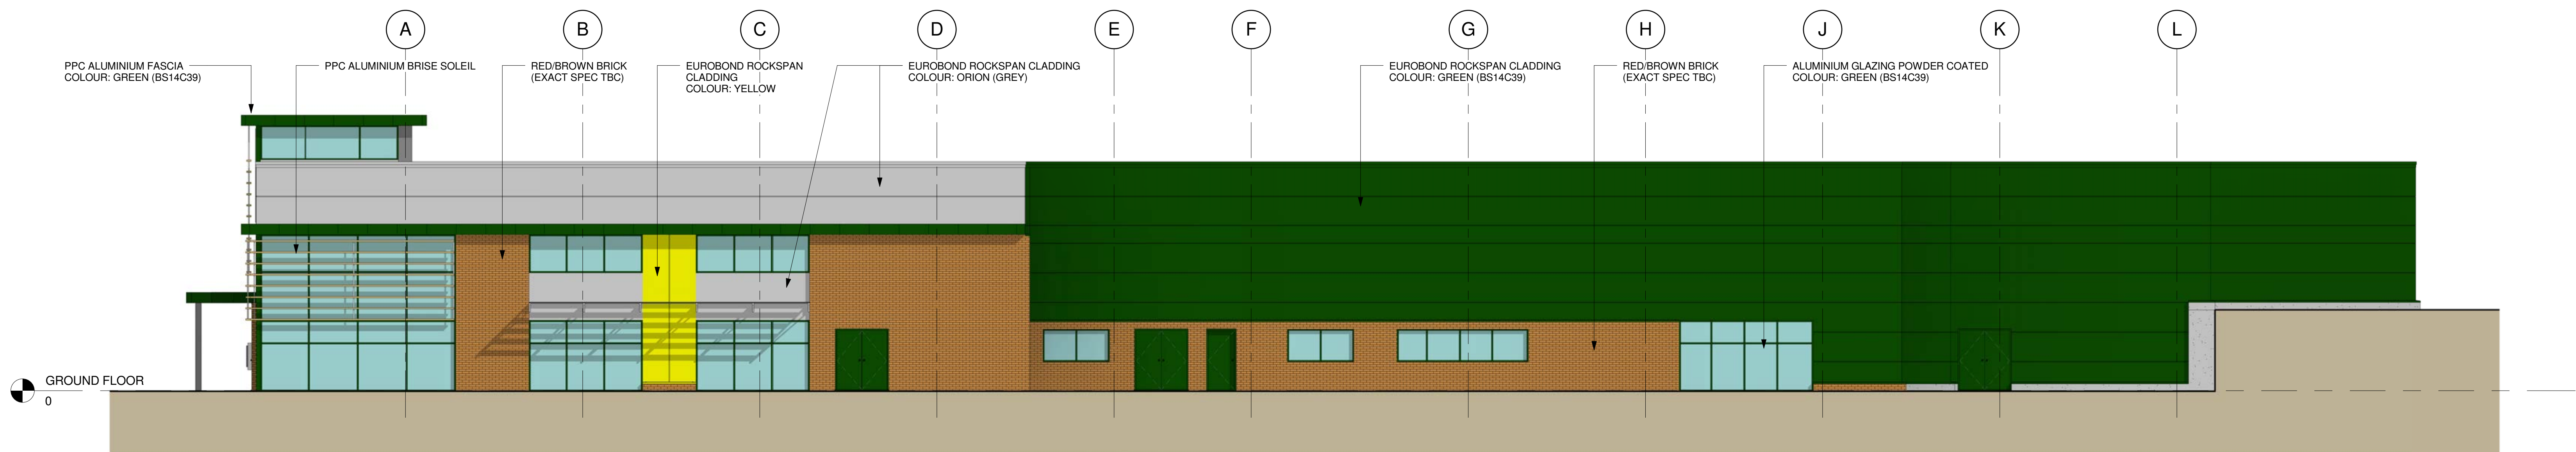 A
B
C
D
E
F
G
H
J
K
L
PPC ALUMINIUM FASCIA
COLOUR: GREEN (BS14C39)
PPC ALUMINIUM BRISE SOLEIL
RED/BROWN BRICK
(EXACT SPEC TBC)
EUROBOND ROCKSPAN
CLADDING
COLOUR: YELLOW
EUROBOND ROCKSPAN CLADDING
COLOUR: ORION (GREY)
EUROBOND ROCKSPAN CLADDING
COLOUR: GREEN (BS14C39)
RED/BROWN BRICK
(EXACT SPEC TBC)
ALUMINIUM GLAZING POWDER COATED
COLOUR: GREEN (BS14C39)
GROUND FLOOR
0